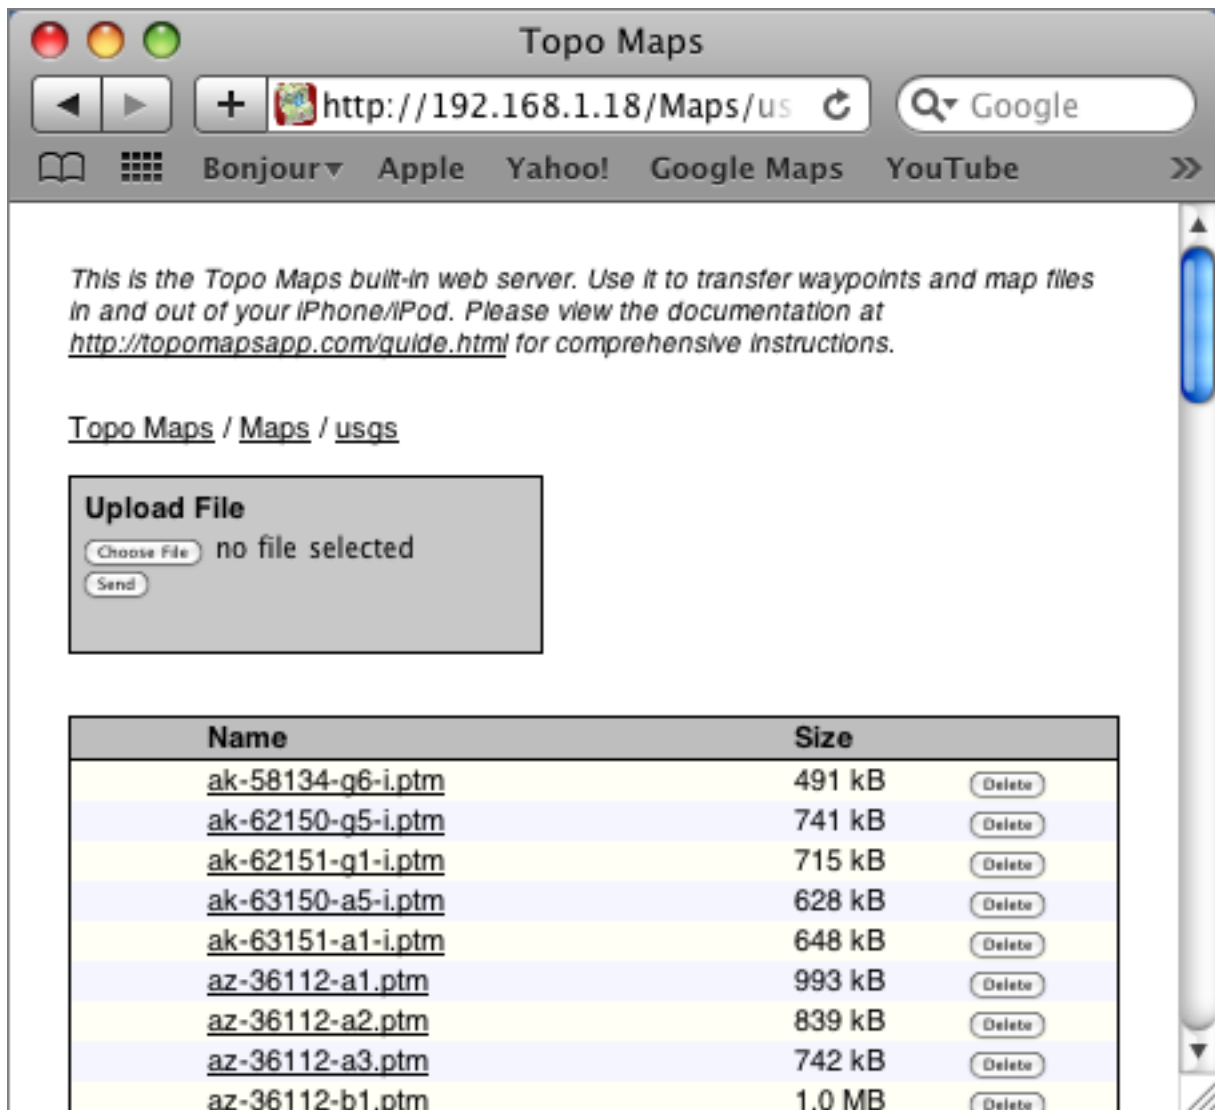 Topo Maps
http://192.168.1.18/Maps/us
Google
Bonjour Apple Yahoo! Google Maps YouTube
This is the Topo Maps built-in web server. Use it to transfer waypoints and map files
in and out of your iPhone/iPod. Please view the documentation at
http://topomapsapp.com/guide.html for comprehensive instructions.
Topo Maps / Maps / usgs
Upload File
Choose File no file selected
Send
Name Size
ak-58134-g6-i.ptm 491 kB Delete
ak-62150-g5-i.ptm 741 kB Delete
ak-62151-g1-i.ptm 715 kB Delete
ak-63150-a5-i.ptm 628 kB Delete
ak-63151-a1-i.ptm 648 kB Delete
az-36112-a1.ptm 993 kB Delete
az-36112-a2.ptm 839 kB Delete
az-36112-a3.ptm 742 kB Delete
az-36112-b1.ptm 1.0 MB Delete